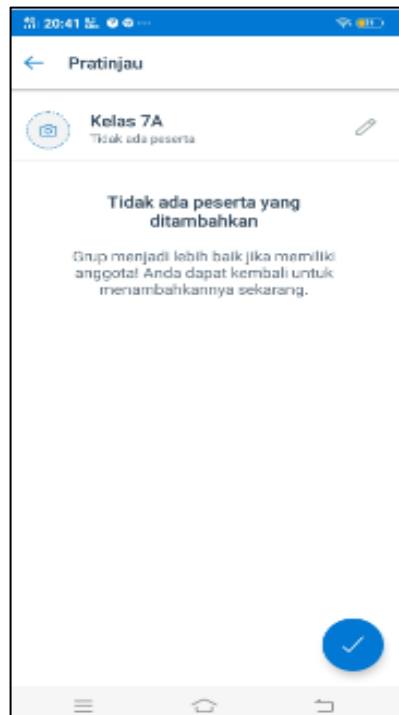 20:41
Pratinjau
Kelas 7A
Tidak ada peserta
Tidak ada peserta yang
ditambahkan
Grup menjadi lebih baik jika memiliki
anggota! Anda dapat kembali untuk
menambahkannya sekarang.